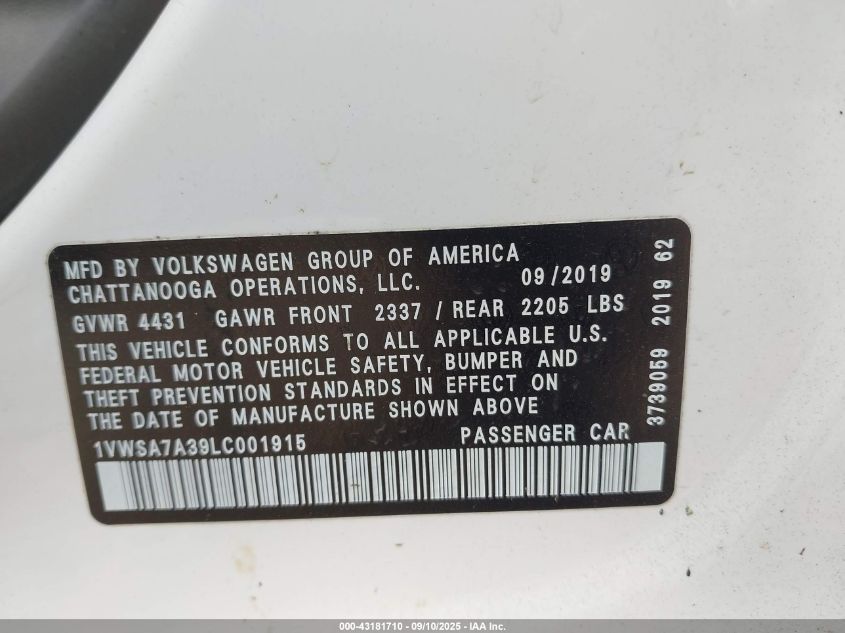 MFD BY VOLKSWAGEN GROUP OF AMERICA
CHATTANOOGA OPERATIONS, LLC. 09/2019
GVWR 4431 GAWR FRONT 2337 / REAR 2205 LBS
THIS VEHICLE CONFORMS TO ALL APPLICABLE U.S.
FEDERAL MOTOR VEHICLE SAFETY, BUMPER AND
THEFT PREVENTION STANDARDS IN EFFECT ON
THE DATE OF MANUFACTURE SHOWN ABOVE
1VWSA7A39LC001915 PASSENGER CAR
3739059 2019 62
000-43181710 - 09/10/2025 - IAA Inc.